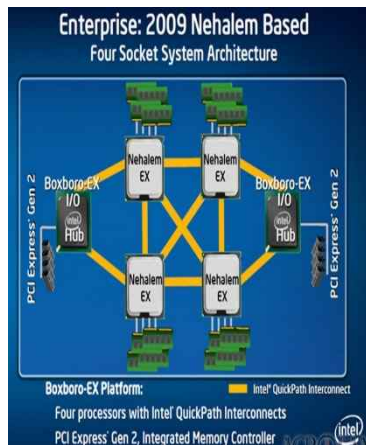 Enterprise: 2009 Nehalem Based
Four Socket System Architecture
Boxboro-EX
I/O
intel
Hub
PCI Express® Gen 2
Nehalem
EX
Nehalem
EX
Boxboro-EX
I/O
intel
Hub
PCI Express® Gen 2
Nehalem
EX
Nehalem
EX
Boxboro-EX Platform:
Intel® QuickPath Interconnect
Four processors with Intel® QuickPath Interconnects
PCI Express® Gen 2, Integrated Memory Controller
intel